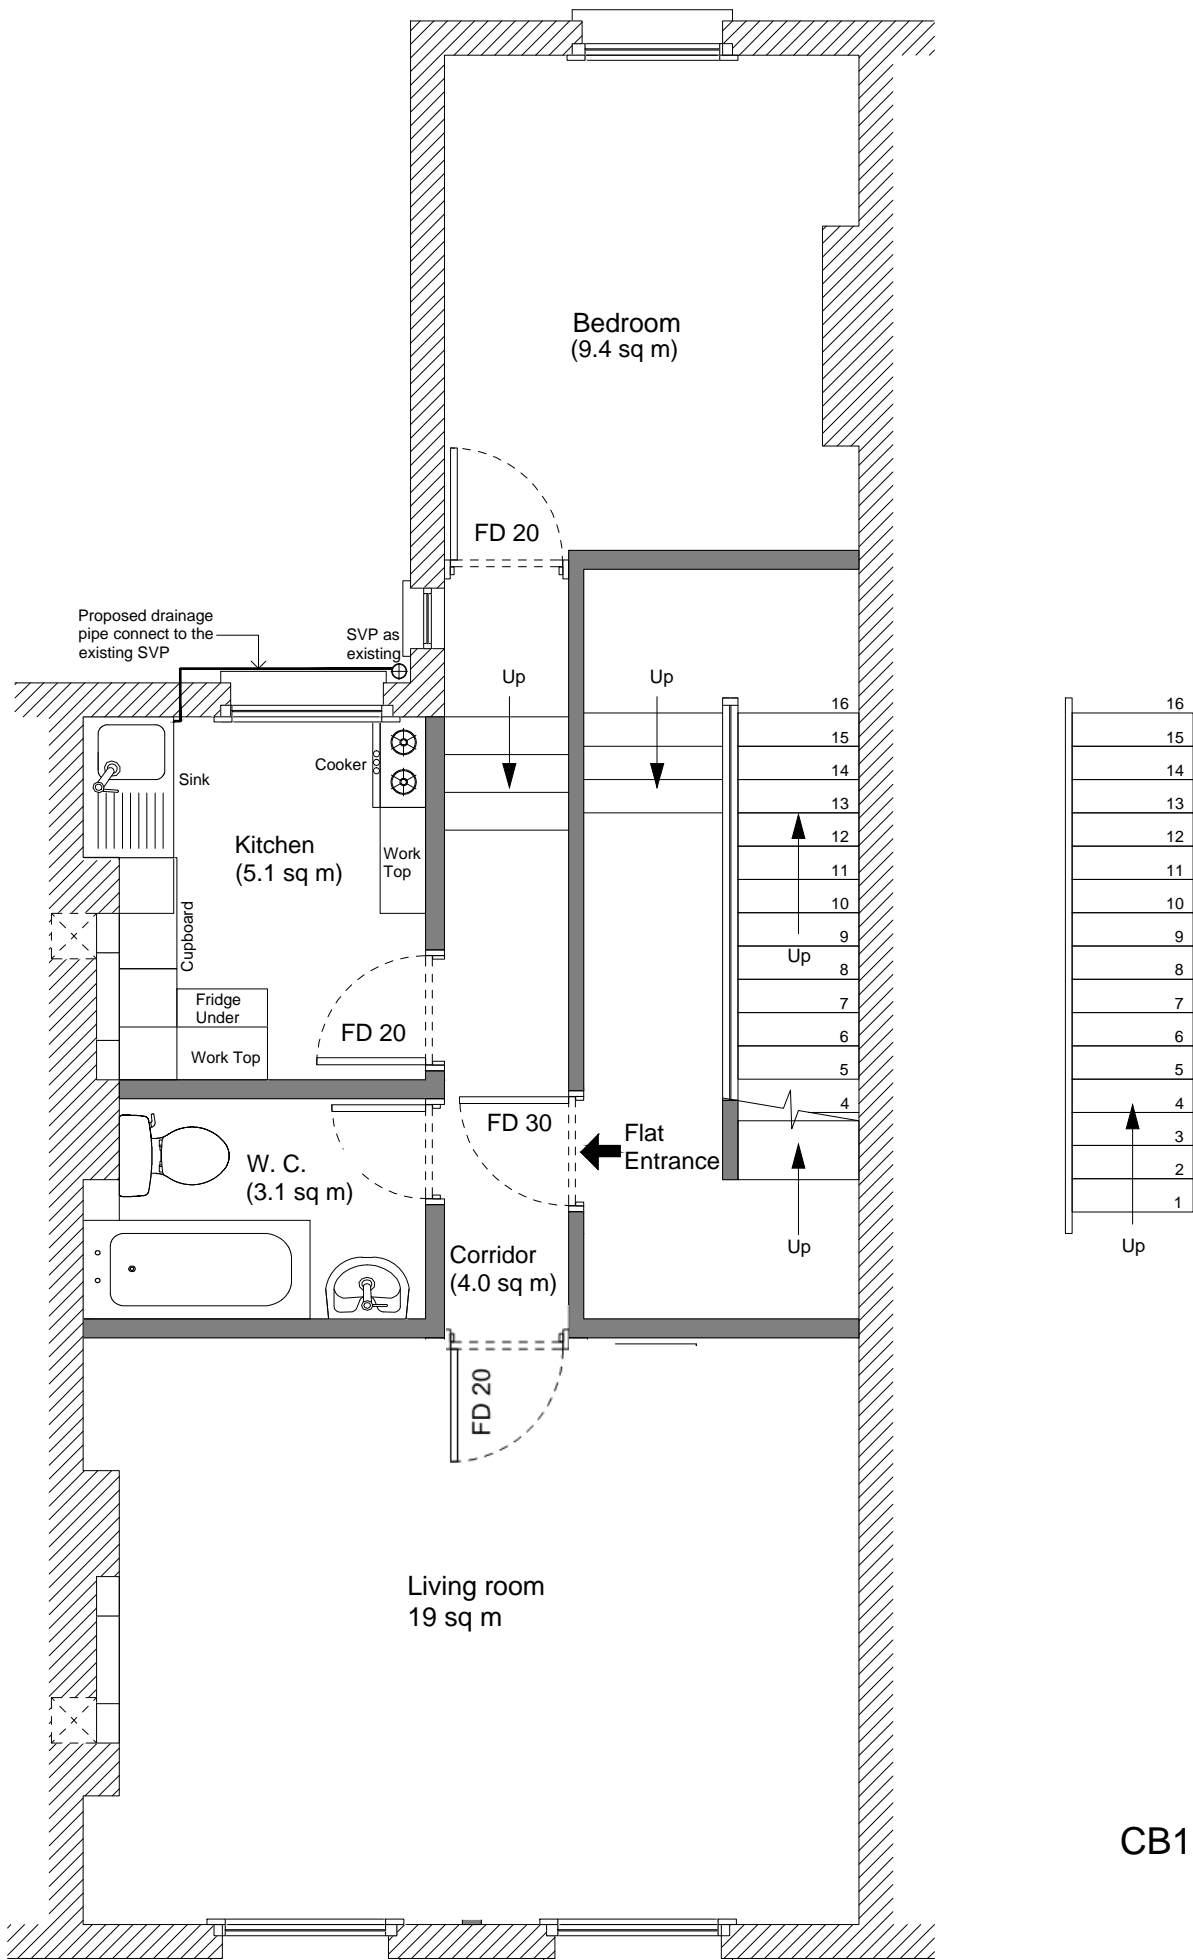 Bedroom
(9.4 sq m)
FD 20
Proposed drainage
pipe connect to the
existing SVP
SVP as
existing
Up
Up
Sink
Cooker
Kitchen
(5.1 sq m)
Work
Top
Cupboard
Fridge
Under
Work Top
FD 20
16
15
14
13
12
11
10
9
8
7
6
5
4
Up
Up
16
15
14
13
12
11
10
9
8
7
6
5
4
3
2
1
Up
FD 30
Flat
Entrance
W. C.
(3.1 sq m)
Corridor
(4.0 sq m)
FD 20
Living room
19 sq m
CB1